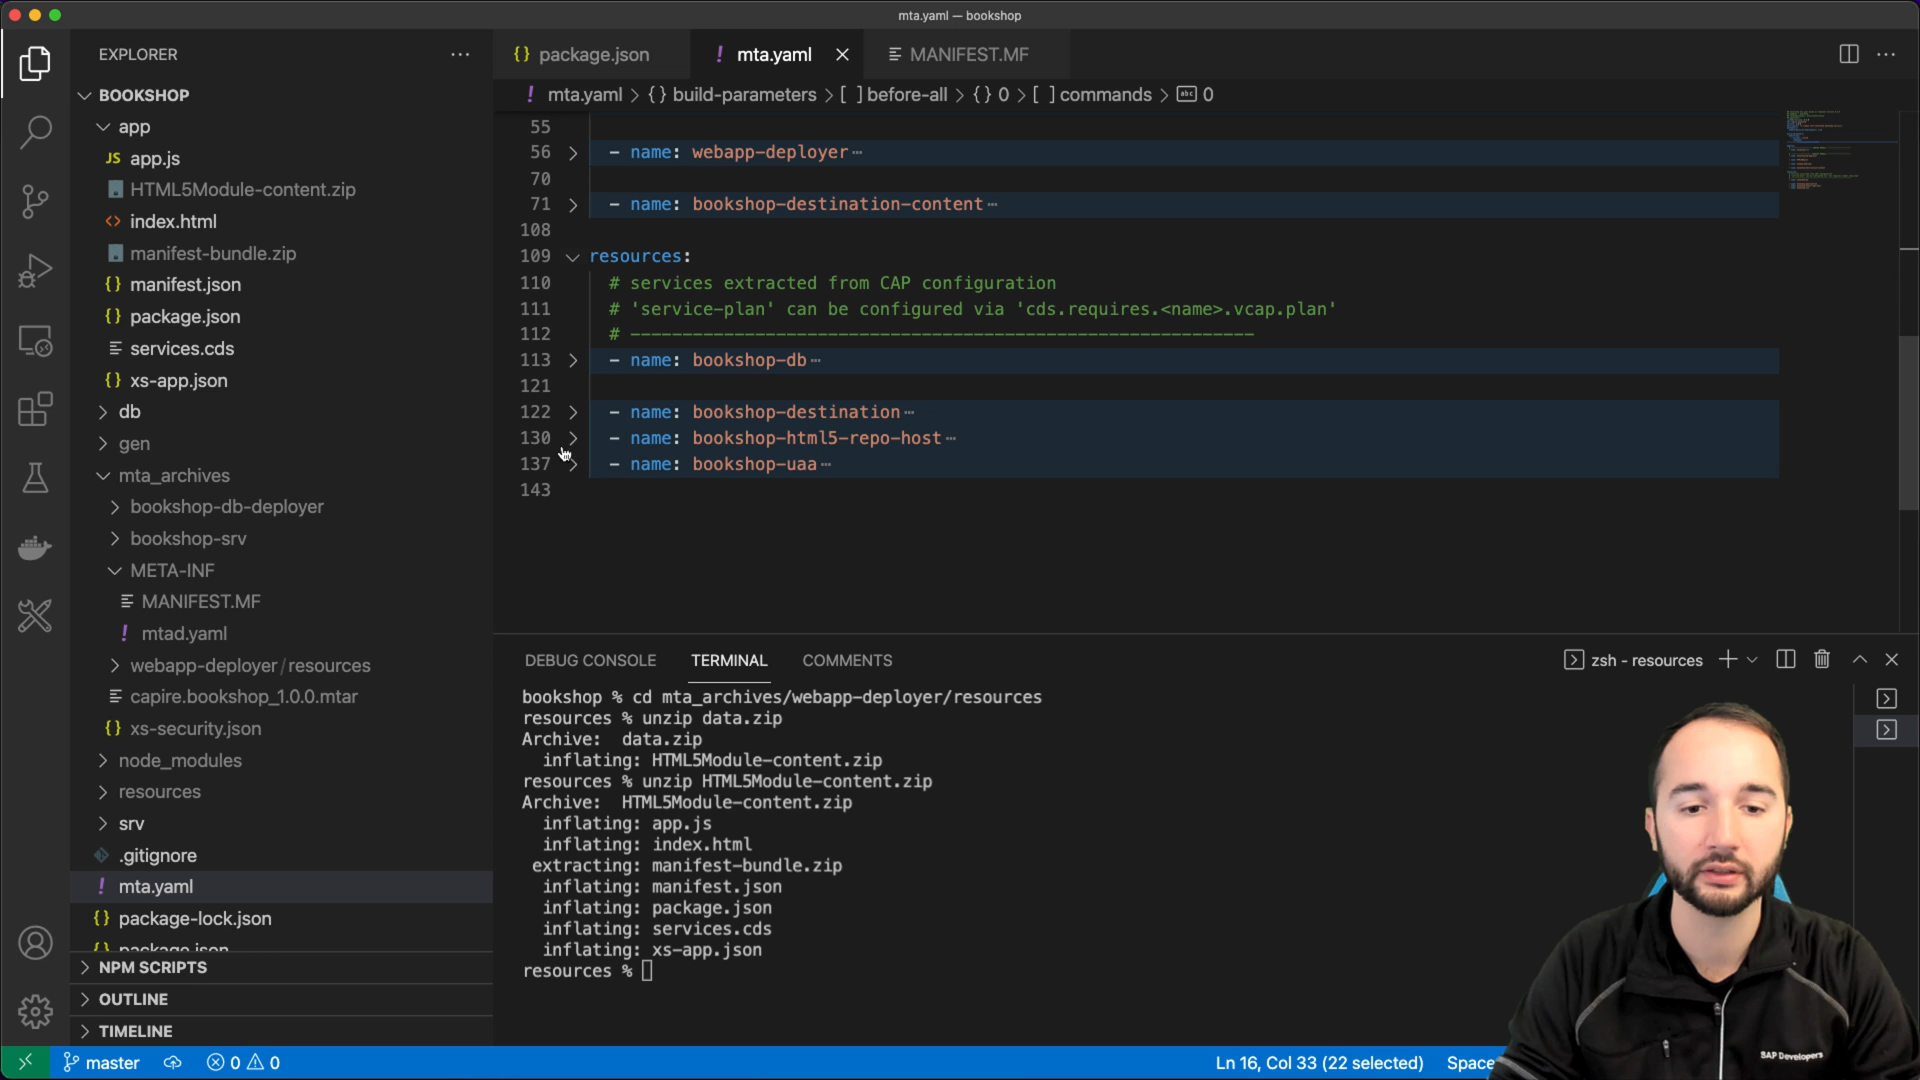 mta.yaml — bookshop
EXPLORER
BOOKSHOP
app
JS app.js
HTML5Module-content.zip
<> index.html
manifest-bundle.zip
{} manifest.json
{} package.json
services.cds
{} xs-app.json
db
gen
mta_archives
bookshop-db-deployer
bookshop-srv
META-INF
MANIFEST.MF
! mtad.yaml
webapp-deployer/resources
capire.bookshop_1.0.0.mtar
{} xs-security.json
node_modules
resources
srv
.gitignore
! mta.yaml
{} package-lock.json
{} package.json
NPM SCRIPTS
OUTLINE
TIMELINE
{} package.json
! mta.yaml
MANIFEST.MF
! mta.yaml > {} build-parameters > [ ] before-all > {} 0 > [ ] commands > abc 0
55
56 - name: webapp-deployer…
70
71 - name: bookshop-destination-content…
108
109 resources:
110 # services extracted from CAP configuration
111 # 'service-plan' can be configured via 'cds.requires.<name>.vcap.plan'
112 # ------------------------------------------------------------
113 - name: bookshop-db…
121
122 - name: bookshop-destination…
130 - name: bookshop-html5-repo-host…
137 - name: bookshop-uaa…
143
DEBUG CONSOLE
TERMINAL
COMMENTS
zsh - resources
bookshop % cd mta_archives/webapp-deployer/resources
resources % unzip data.zip
Archive:  data.zip
inflating: HTML5Module-content.zip
resources % unzip HTML5Module-content.zip
Archive:  HTML5Module-content.zip
inflating: app.js
inflating: index.html
extracting: manifest-bundle.zip
inflating: manifest.json
inflating: package.json
inflating: services.cds
inflating: xs-app.json
resources %
SAP Developers
master
0 0
Ln 16, Col 33 (22 selected)
Space